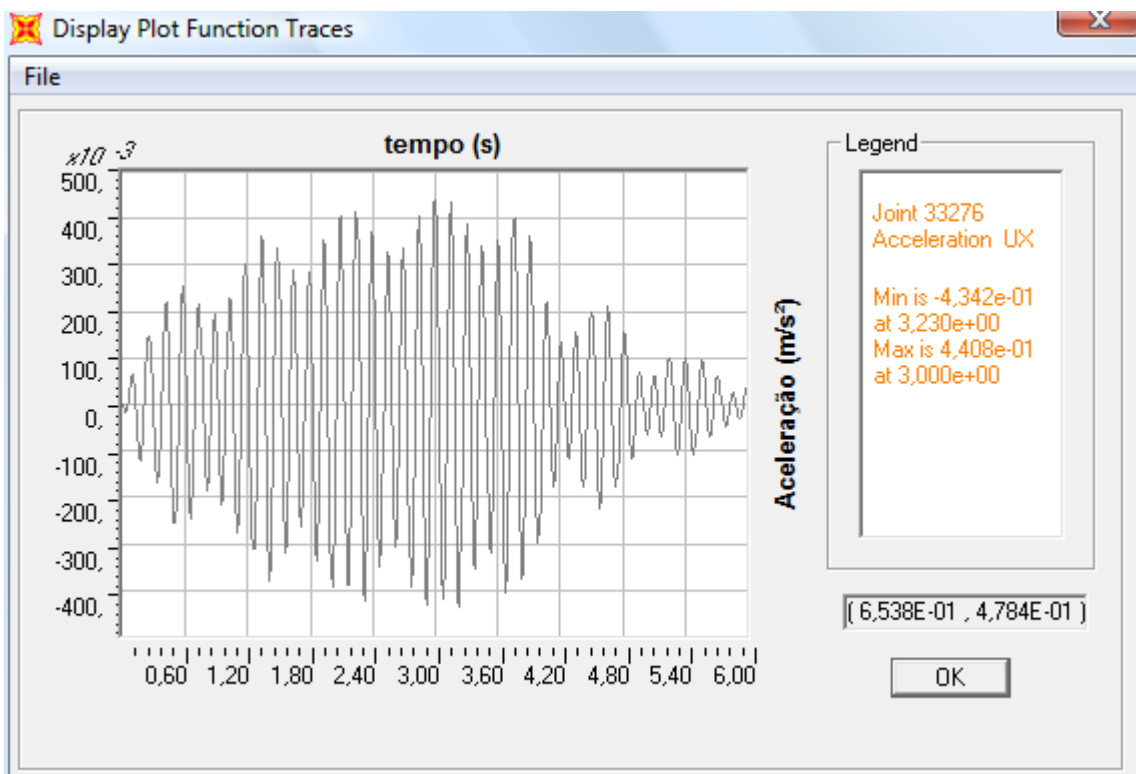 Display Plot Function Traces
X
File
tempo (s)
x10 -3
500,
400,
300,
200,
100,
0,
-100,
-200,
-300,
-400,
0,60 1,20 1,80 2,40 3,00 3,60 4,20 4,80 5,40 6,00
Aceleração (m/s²)
Legend
Joint 33276
Acceleration UX
Min is -4,342e-01
at 3,230e+00
Max is 4,408e-01
at 3,000e+00
( 6,538E-01 , 4,784E-01 )
OK